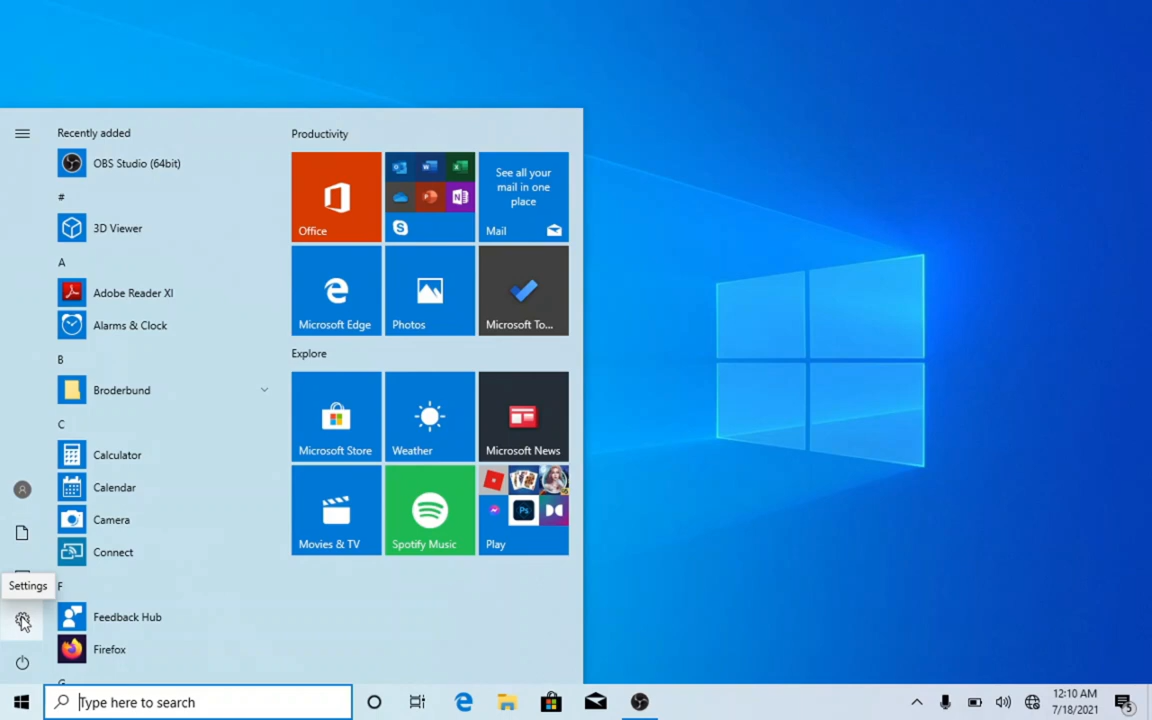 Recently added
OBS Studio (64bit)
#
3D Viewer
A
Adobe Reader XI
Alarms & Clock
B
Broderbund
C
Calculator
Calendar
Camera
Connect
F
Feedback Hub
Firefox
Settings
Productivity
Office
See all your
mail in one
place
Mail
Microsoft Edge
Photos
Microsoft To...
Explore
Microsoft Store
Weather
Microsoft News
Movies & TV
Spotify Music
Ps
Play
Type here to search
12:10 AM
7/18/2021
5